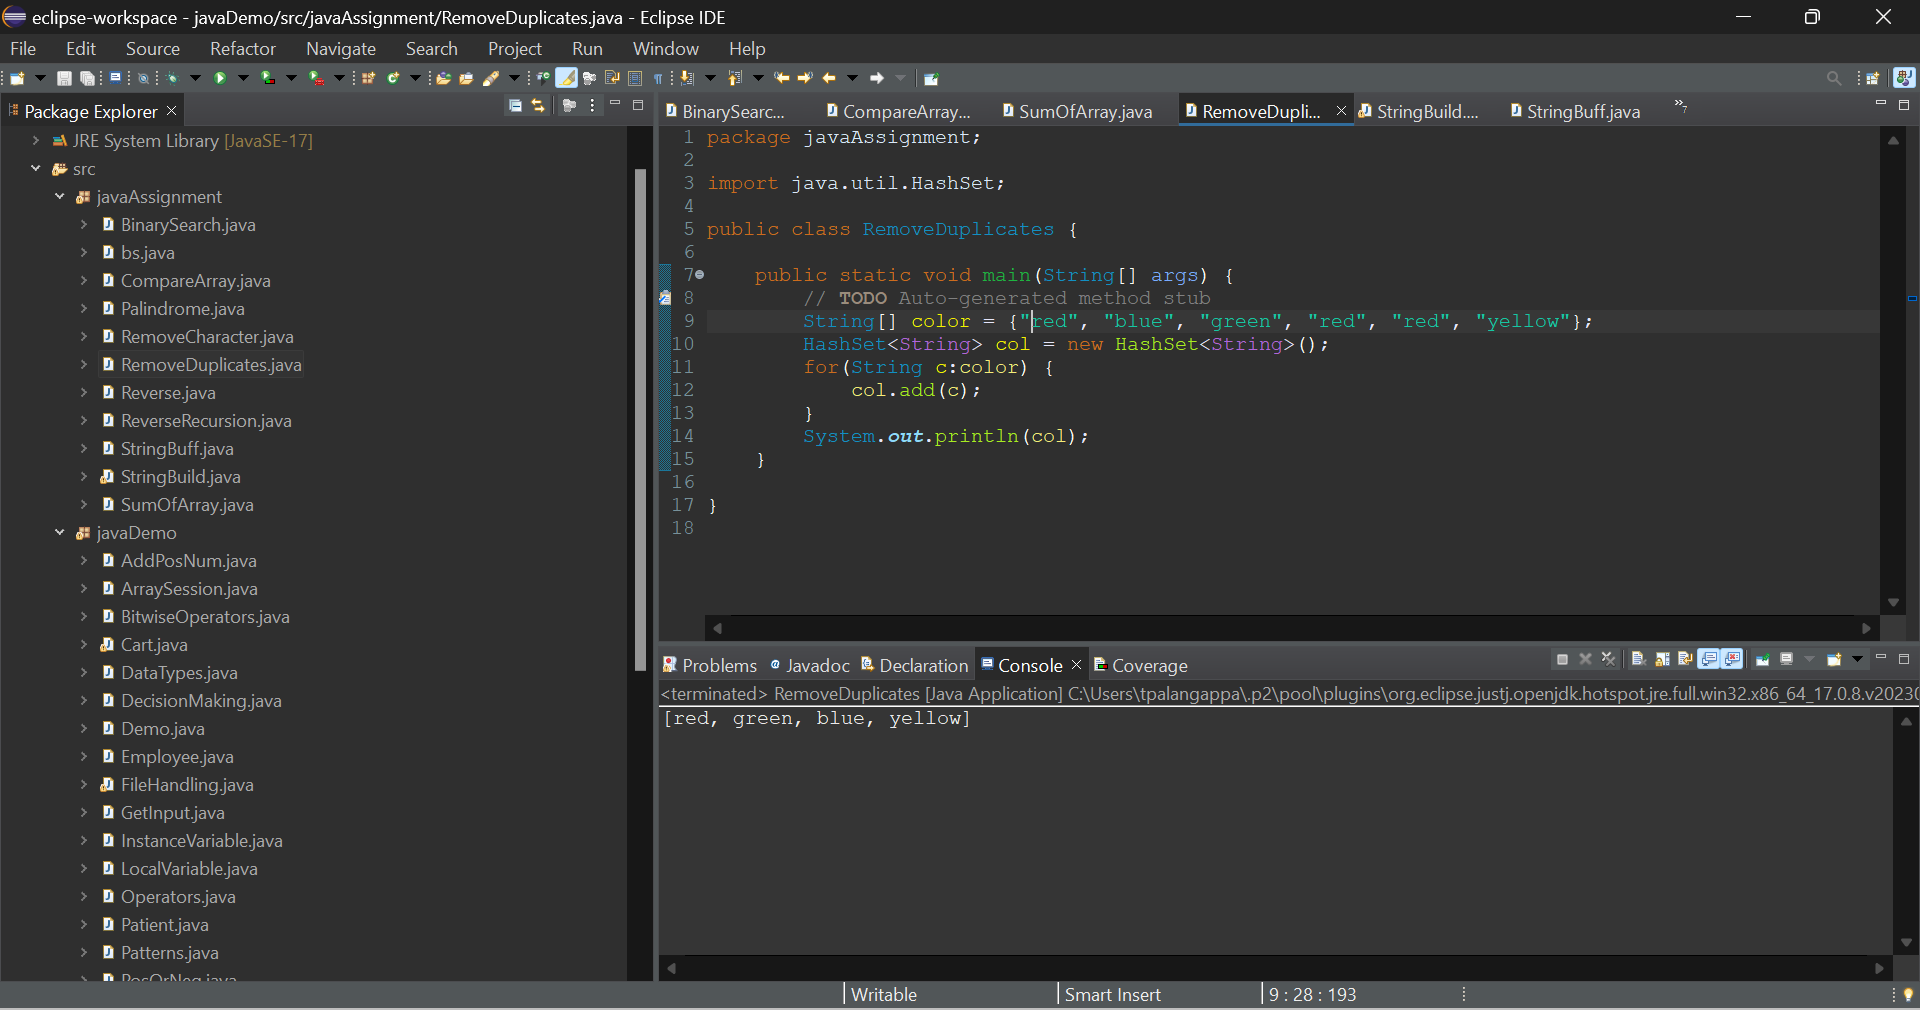 eclipse-workspace - javaDemo/src/javaAssignment/RemoveDuplicates.java - Eclipse IDE
File Edit Source Refactor Navigate Search Project Run Window Help
Package Explorer
JRE System Library [JavaSE-17]
src
javaAssignment
BinarySearch.java
bs.java
CompareArray.java
Palindrome.java
RemoveCharacter.java
RemoveDuplicates.java
Reverse.java
ReverseRecursion.java
StringBuff.java
StringBuild.java
SumOfArray.java
javaDemo
AddPosNum.java
ArraySession.java
BitwiseOperators.java
Cart.java
DataTypes.java
DecisionMaking.java
Demo.java
Employee.java
FileHandling.java
GetInput.java
InstanceVariable.java
LocalVariable.java
Operators.java
Patient.java
Patterns.java
PosOrNeg.java
BinarySearc... CompareArray... SumOfArray.java RemoveDupli... StringBuild.... StringBuff.java »7
1 package javaAssignment;
2
3 import java.util.HashSet;
4
5 public class RemoveDuplicates {
6
7 public static void main(String[] args) {
8 // TODO Auto-generated method stub
9 String[] color = {"red", "blue", "green", "red", "red", "yellow"};
10 HashSet<String> col = new HashSet<String>();
11 for(String c:color) {
12 col.add(c);
13 }
14 System.out.println(col);
15 }
16
17 }
18
Problems Javadoc Declaration Console Coverage
<terminated> RemoveDuplicates [Java Application] C:\Users\tpalangappa\.p2\pool\plugins\org.eclipse.justj.openjdk.hotspot.jre.full.win32.x86_64_17.0.8.v20230
[red, green, blue, yellow]
Writable Smart Insert 9 : 28 : 193